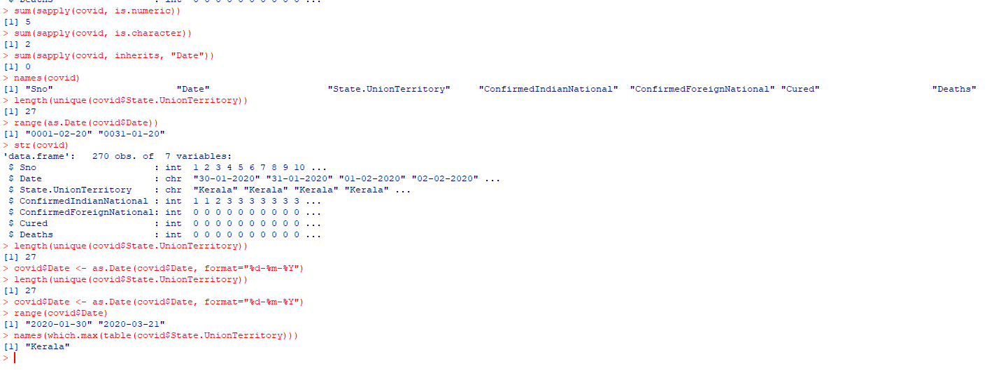 $ Deaths : int 0 0 0 0 0 0 0 0 0 0 ...
> sum(sapply(covid, is.numeric))
[1] 5
> sum(sapply(covid, is.character))
[1] 2
> sum(sapply(covid, inherits, "Date"))
[1] 0
> names(covid)
[1] "Sno" "Date" "State.UnionTerritory" "ConfirmedIndianNational" "ConfirmedForeignNational" "Cured" "Deaths"
> length(unique(covid$State.UnionTerritory))
[1] 27
> range(as.Date(covid$Date))
[1] "0001-02-20" "0031-01-20"
> str(covid)
'data.frame': 270 obs. of 7 variables:
$ Sno : int 1 2 3 4 5 6 7 8 9 10 ...
$ Date : chr "30-01-2020" "31-01-2020" "01-02-2020" "02-02-2020" ...
$ State.UnionTerritory : chr "Kerala" "Kerala" "Kerala" "Kerala" ...
$ ConfirmedIndianNational : int 1 1 2 3 3 3 3 3 3 3 ...
$ ConfirmedForeignNational: int 0 0 0 0 0 0 0 0 0 0 ...
$ Cured : int 0 0 0 0 0 0 0 0 0 0 ...
$ Deaths : int 0 0 0 0 0 0 0 0 0 0 ...
> length(unique(covid$State.UnionTerritory))
[1] 27
> covid$Date <- as.Date(covid$Date, format="%d-%m-%Y")
> length(unique(covid$State.UnionTerritory))
[1] 27
> covid$Date <- as.Date(covid$Date, format="%d-%m-%Y")
> range(covid$Date)
[1] "2020-01-30" "2020-03-21"
> names(which.max(table(covid$State.UnionTerritory)))
[1] "Kerala"
>